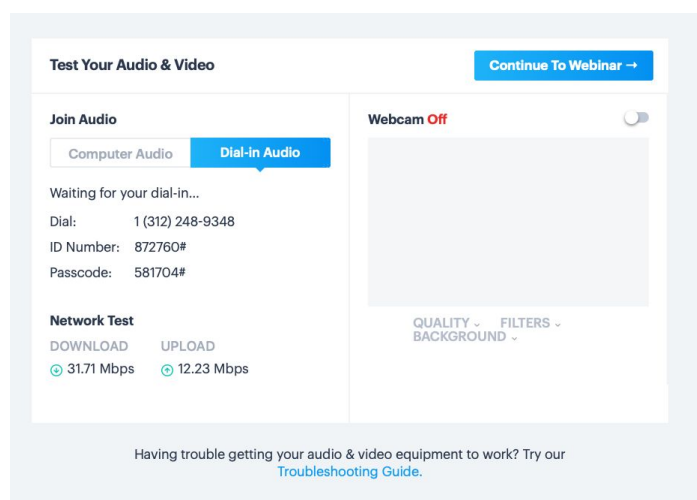 Test Your Audio & Video
Continue To Webinar →
Join Audio
Computer Audio
Dial-in Audio
Waiting for your dial-in...
Dial: 1 (312) 248-9348
ID Number: 872760#
Passcode: 581704#
Network Test
DOWNLOAD UPLOAD
31.71 Mbps 12.23 Mbps
Webcam Off
QUALITY FILTERS
BACKGROUND
Having trouble getting your audio & video equipment to work? Try our
Troubleshooting Guide.